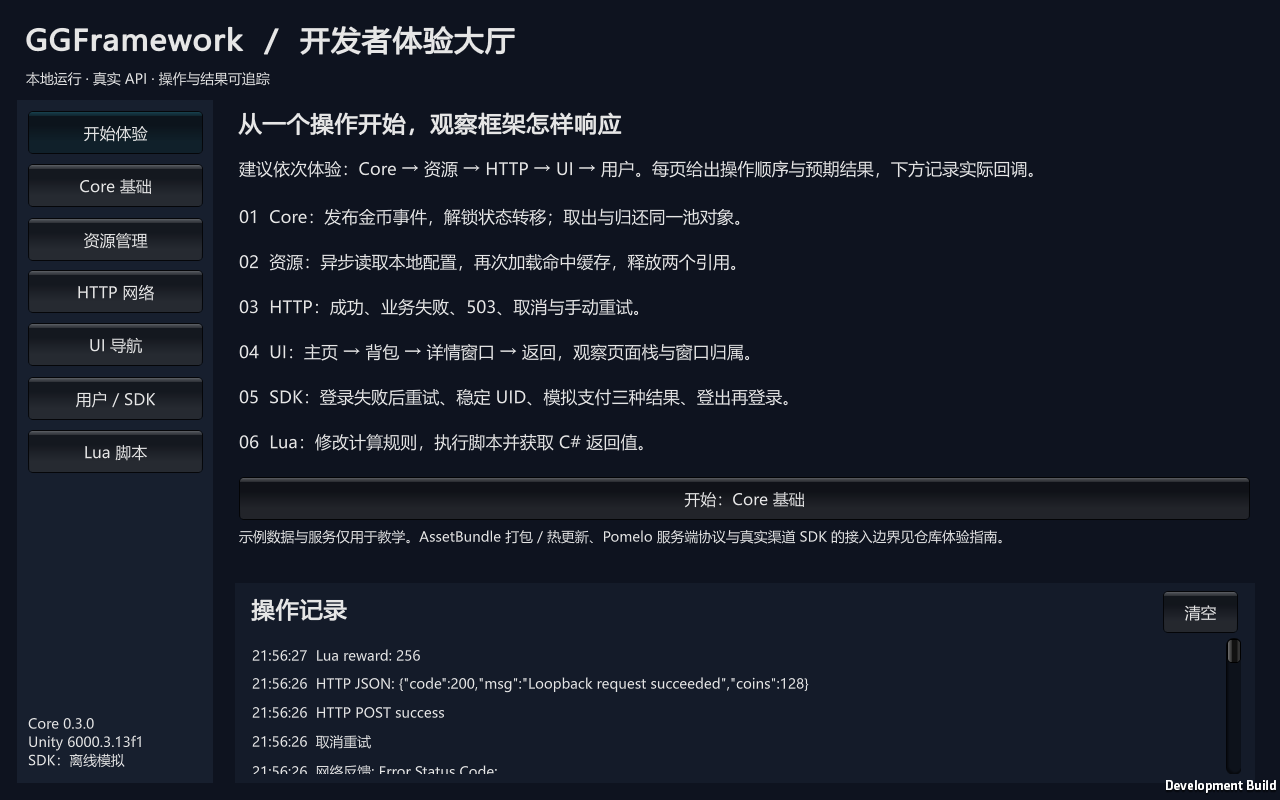 GGFramework / 开发者体验大厅
本地运行 · 真实 API · 操作与结果可追踪
开始体验
Core 基础
资源管理
HTTP 网络
UI 导航
用户 / SDK
Lua 脚本
Core 0.3.0
Unity 6000.3.13f1
SDK：离线模拟
从一个操作开始，观察框架怎样响应
建议依次体验：Core → 资源 → HTTP → UI → 用户。每页给出操作顺序与预期结果，下方记录实际回调。
01 Core：发布金币事件，解锁状态转移；取出与归还同一池对象。
02 资源：异步读取本地配置，再次加载命中缓存，释放两个引用。
03 HTTP：成功、业务失败、503、取消与手动重试。
04 UI：主页 → 背包 → 详情窗口 → 返回，观察页面栈与窗口归属。
05 SDK：登录失败后重试、稳定 UID、模拟支付三种结果、登出再登录。
06 Lua：修改计算规则，执行脚本并获取 C# 返回值。
开始：Core 基础
示例数据与服务仅用于教学。AssetBundle 打包 / 热更新、Pomelo 服务端协议与真实渠道 SDK 的接入边界见仓库体验指南。
操作记录
清空
21:56:27 Lua reward: 256
21:56:26 HTTP JSON: {"code":200,"msg":"Loopback request succeeded","coins":128}
21:56:26 HTTP POST success
21:56:26 取消重试
21:56:26 网络反馈: Error Status Code:
Development Build